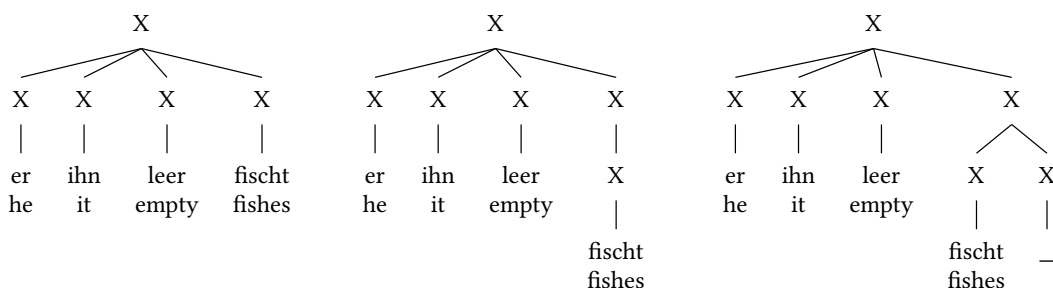 X X X
X X X X X X X X X X X X
er ihn leer fischt er ihn leer X er ihn leer X X
he it empty fishes he it empty he it empty
fischt fischt _
fishes fishes